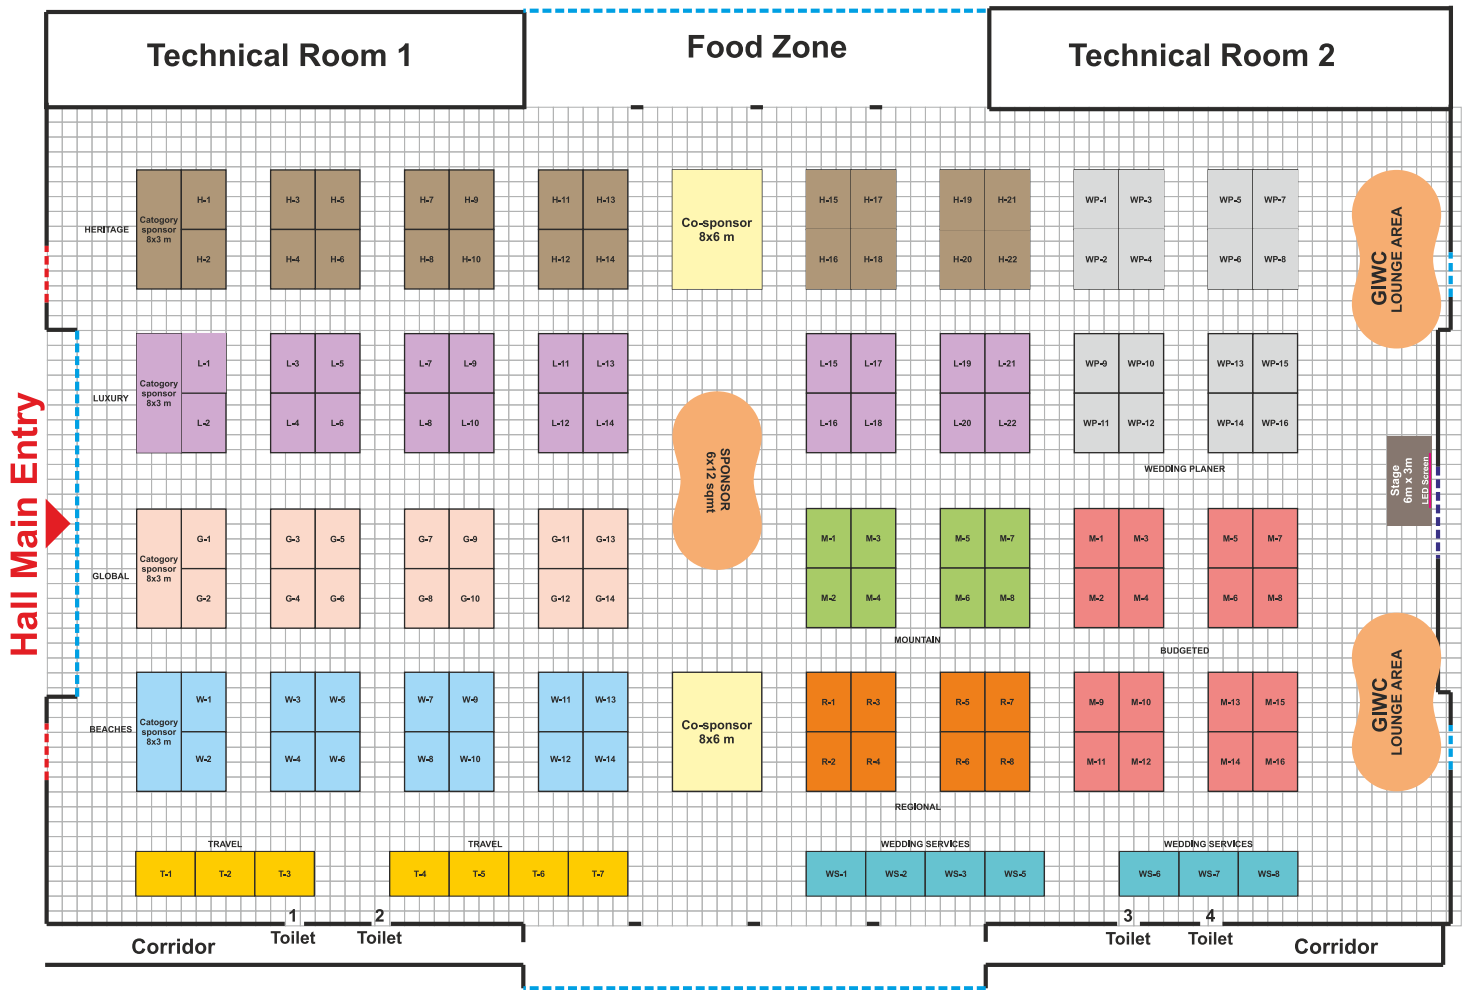 Technical Room 1
Food Zone
Technical Room 2
HERITAGE
Catogory
sponsor
8x3 m
H-1
H-2
H-3 H-5
H-4 H-6
H-7 H-9
H-8 H-10
H-11 H-13
H-12 H-14
Co-sponsor
8x6 m
H-15 H-17
H-16 H-18
H-19 H-21
H-20 H-22
WP-1 WP-3
WP-2 WP-4
WP-5 WP-7
WP-6 WP-8
GIWC
LOUNGE AREA
LUXURY
Catogory
sponsor
8x3 m
L-1
L-2
L-3 L-5
L-4 L-6
L-7 L-9
L-8 L-10
L-11 L-13
L-12 L-14
SPONSOR
6x12 sqmt
L-15 L-17
L-16 L-18
L-19 L-21
L-20 L-22
WP-9 WP-10
WP-11 WP-12
WP-13 WP-15
WP-14 WP-16
WEDDING PLANER
Stage
6m x 3m
LED Screen
Hall Main Entry
GLOBAL
Catogory
sponsor
8x3 m
G-1
G-2
G-3 G-5
G-4 G-6
G-7 G-9
G-8 G-10
G-11 G-13
G-12 G-14
M-1 M-3
M-2 M-4
M-5 M-7
M-6 M-8
MOUNTAIN
M-1 M-3
M-2 M-4
M-5 M-7
M-6 M-8
BUDGETED
GIWC
LOUNGE AREA
BEACHES
Catogory
sponsor
8x3 m
W-1
W-2
W-3 W-5
W-4 W-6
W-7 W-9
W-8 W-10
W-11 W-13
W-12 W-14
Co-sponsor
8x6 m
R-1 R-3
R-2 R-4
R-5 R-7
R-6 R-8
REGIONAL
M-9 M-10
M-11 M-12
M-13 M-15
M-14 M-16
TRAVEL
T-1 T-2 T-3
TRAVEL
T-4 T-5 T-6 T-7
WEDDING SERVICES
WS-1 WS-2 WS-3 WS-5
WEDDING SERVICES
WS-6 WS-7 WS-8
1
Toilet
2
Toilet
3
Toilet
4
Toilet
Corridor
Corridor